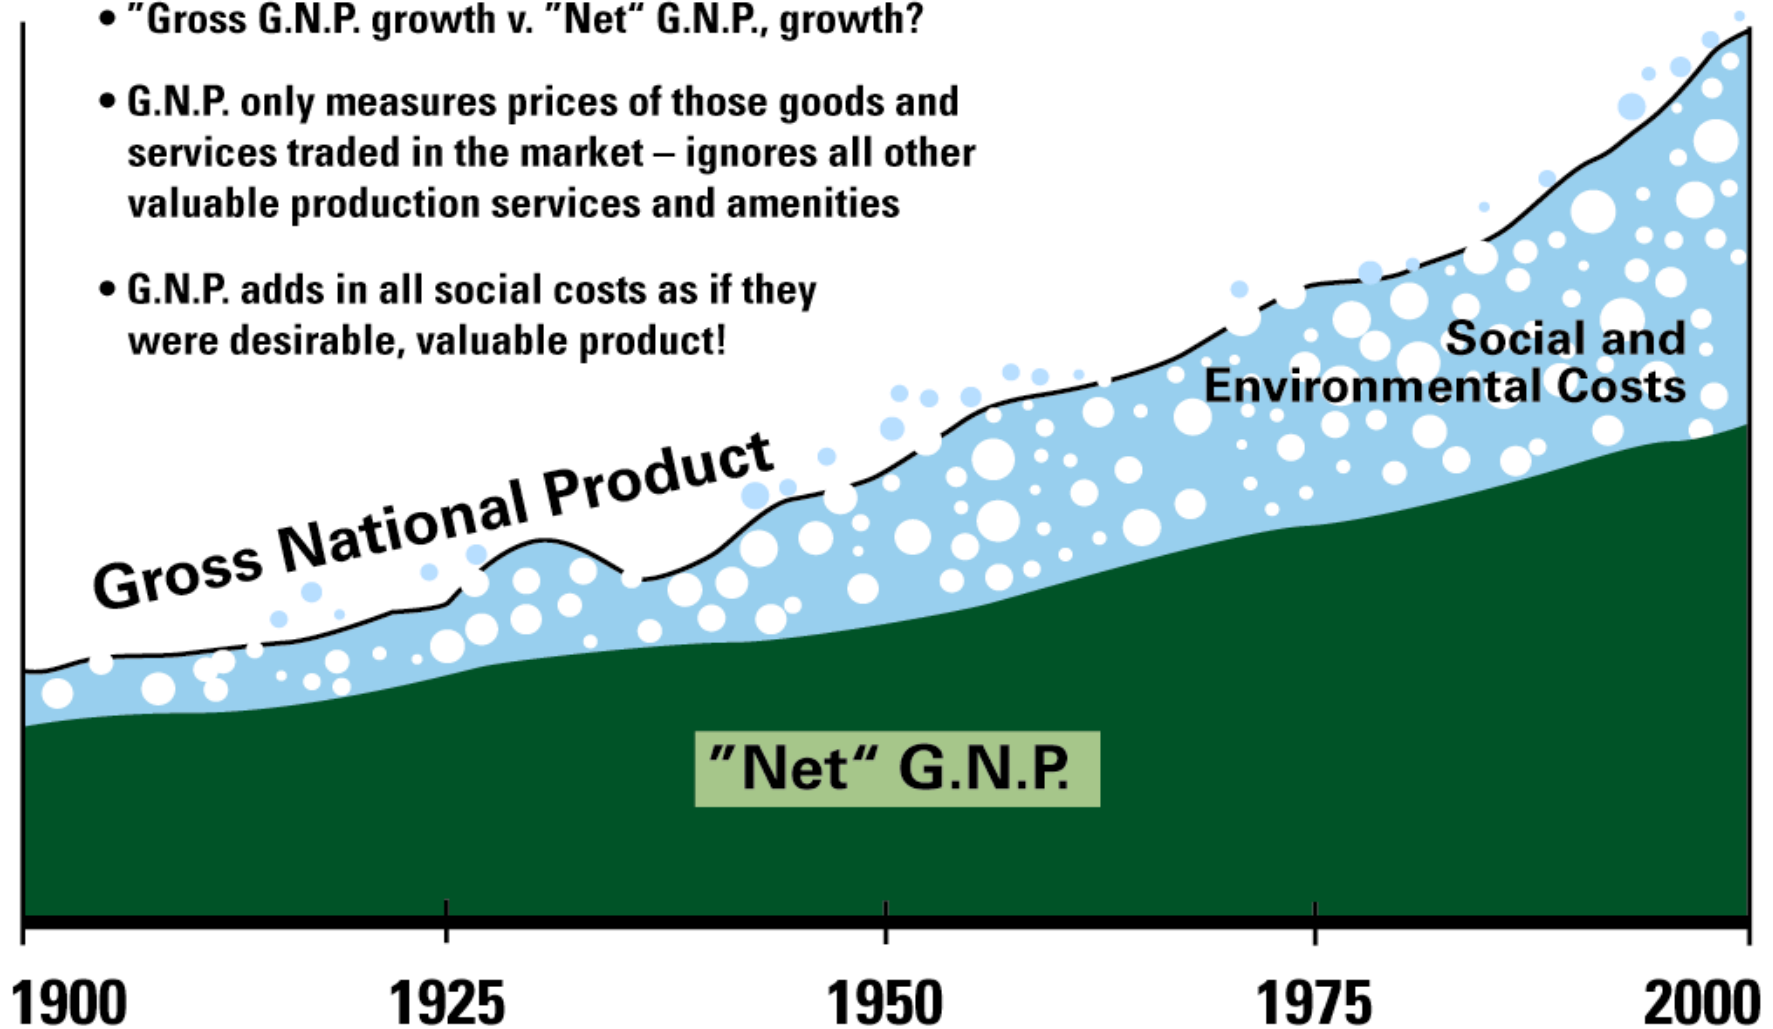 • ”Gross G.N.P. growth v. ”Net“ G.N.P., growth?
• G.N.P. only measures prices of those goods and
services traded in the market – ignores all other
valuable production services and amenities
• G.N.P. adds in all social costs as if they
were desirable, valuable product!
Social and
Environmental Costs
Gross National Product
”Net“ G.N.P.
1900 1925 1950 1975 2000